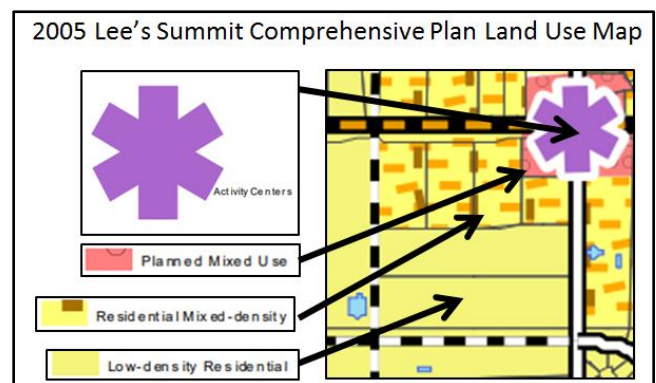 2005 Lee's Summit Comprehensive Plan Land Use Map
Activity Centers
Planned Mixed Use
Residential Mixed-density
Low-density Residential